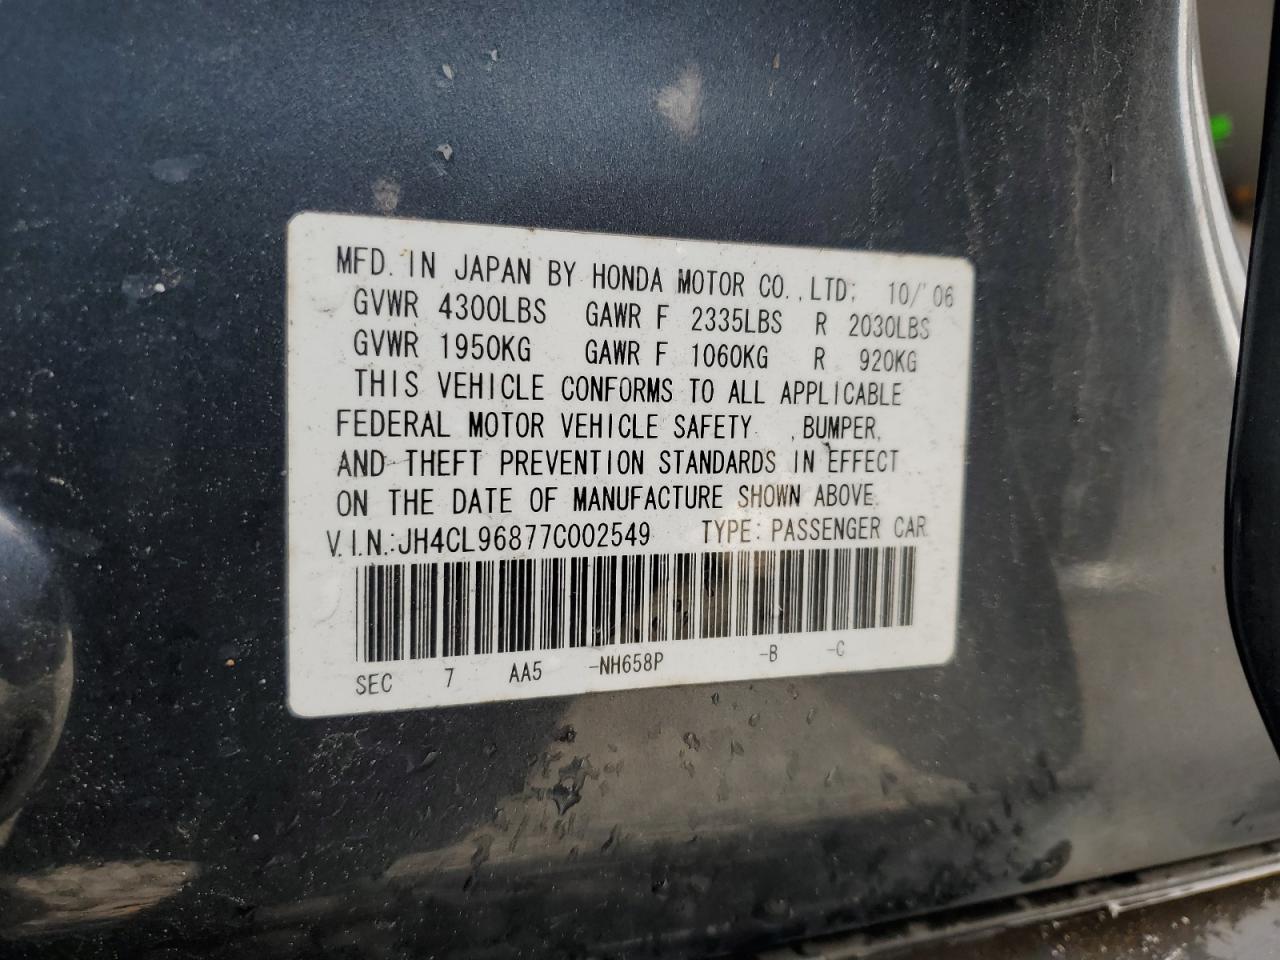 MFD. IN JAPAN BY HONDA MOTOR CO., LTD; 10/'06
GVWR 4300LBS GAWR F 2335LBS R 2030LBS
GVWR 1950KG GAWR F 1060KG R 920KG
THIS VEHICLE CONFORMS TO ALL APPLICABLE
FEDERAL MOTOR VEHICLE SAFETY , BUMPER,
AND THEFT PREVENTION STANDARDS IN EFFECT
ON THE DATE OF MANUFACTURE SHOWN ABOVE.
V.I.N.:JH4CL96877C002549 TYPE: PASSENGER CAR
SEC 7 AA5 -NH658P -B -C